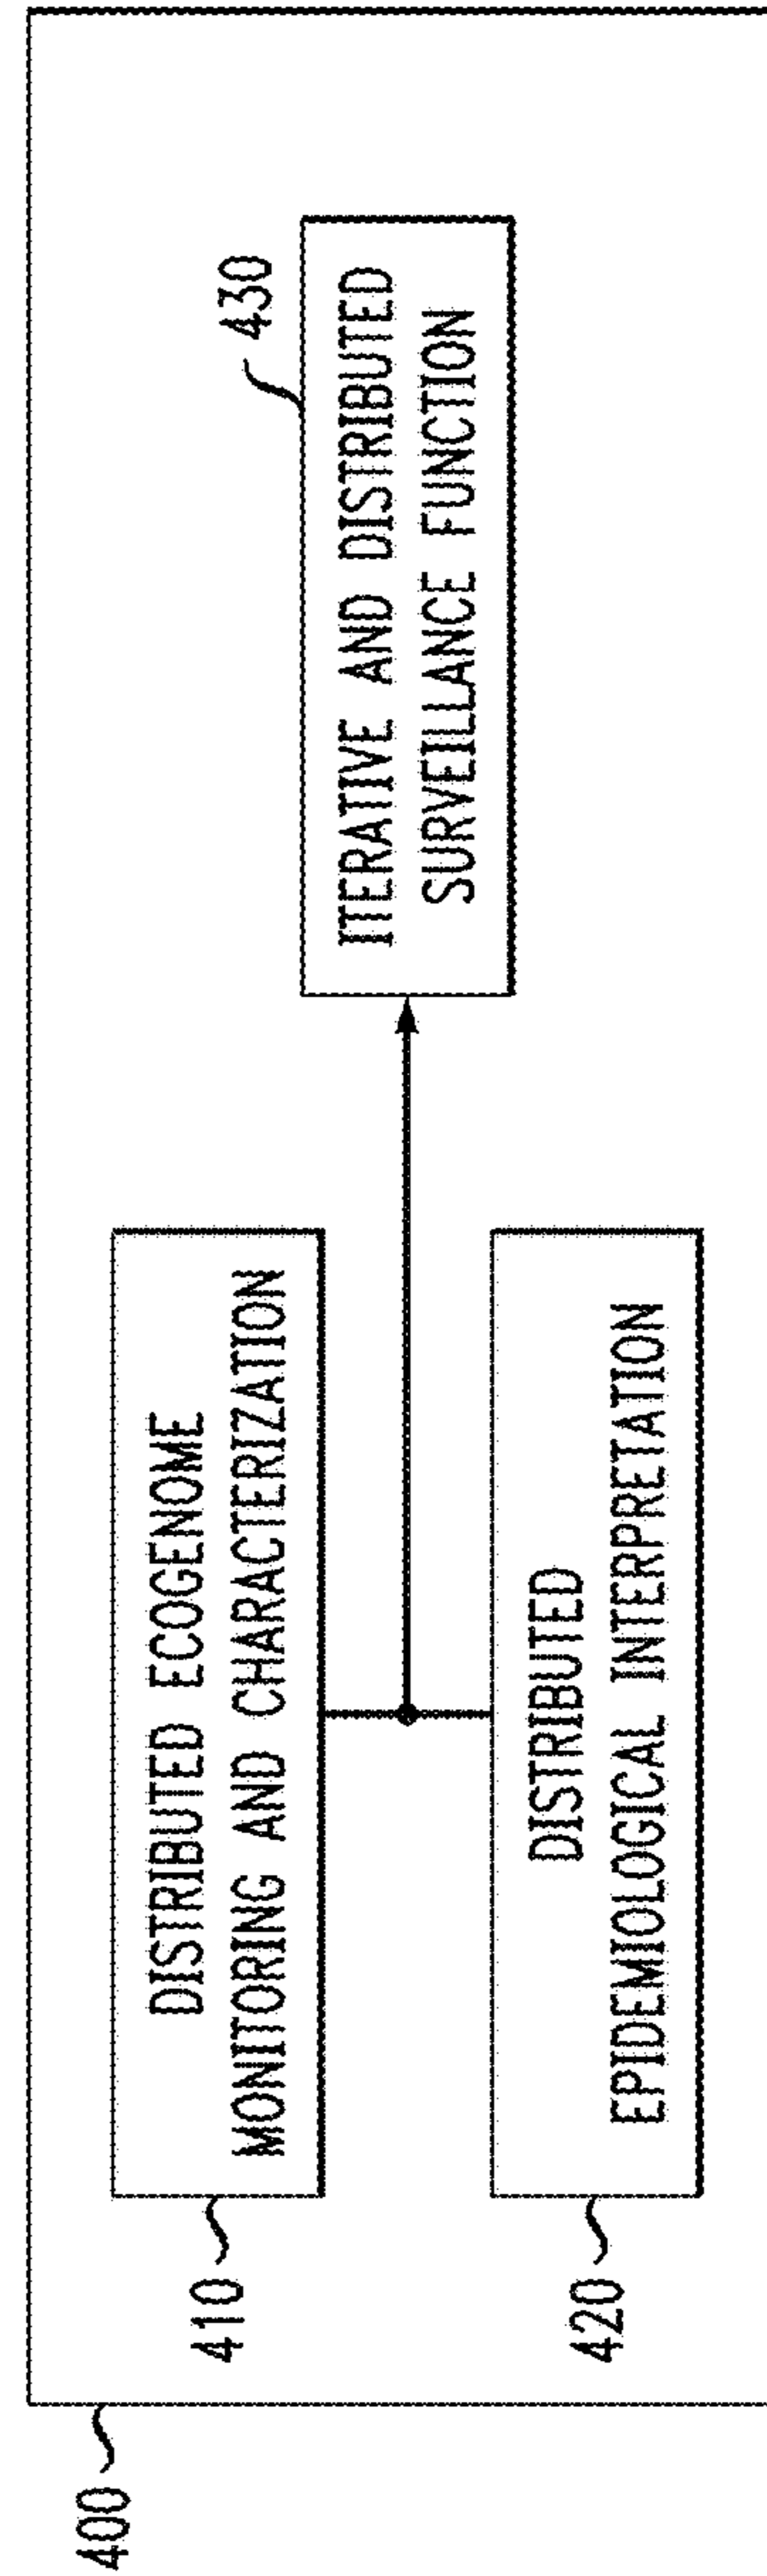 400
410
DISTRIBUTED ECOGENOME
MONITORING AND CHARACTERIZATION
420
DISTRIBUTED
EPIDEMIOLOGICAL INTERPRETATION
430
ITERATIVE AND DISTRIBUTED
SURVEILLANCE FUNCTION